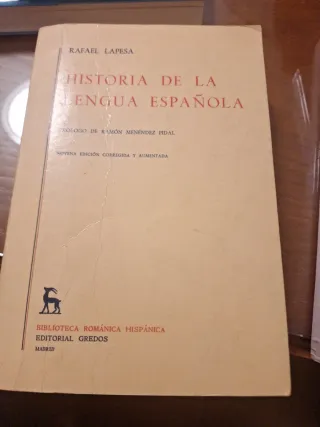 RAFAEL LAPESA
HISTORIA DE LA
LENGUA ESPAÑOLA
PRÓLOGO DE RAMÓN MENÉNDEZ PIDAL
EDICIÓN CORREGIDA Y AUMENTADA
BIBLIOTECA ROMÁNICA HISPÁNICA
EDITORIAL GREDOS
MADRID